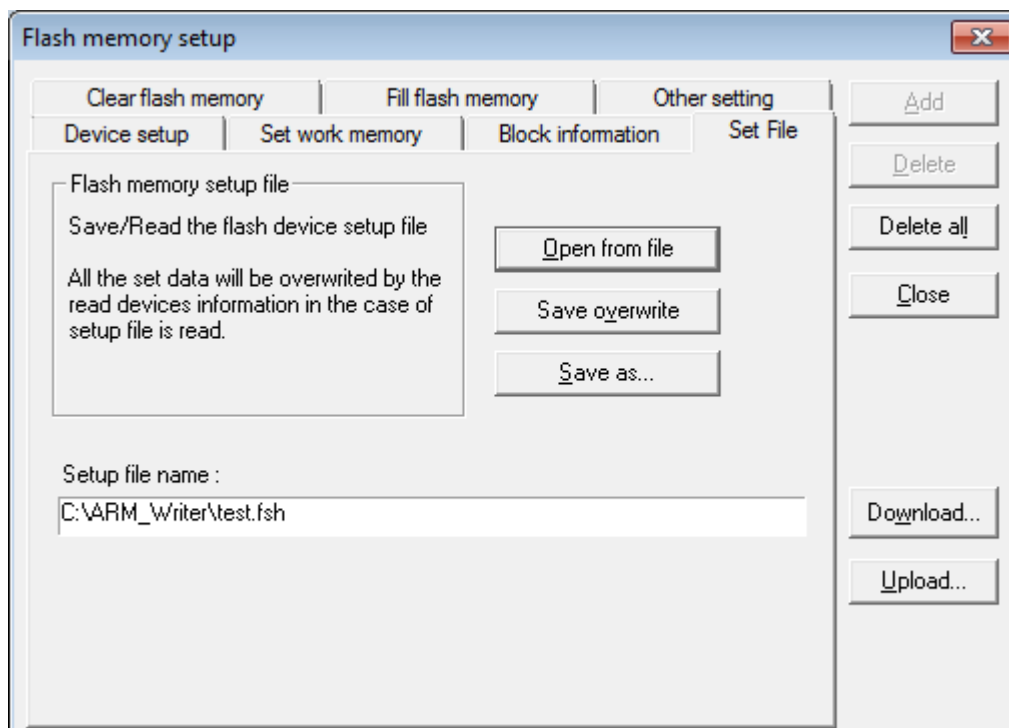 Flash memory setup
Clear flash memory
Fill flash memory
Other setting
Device setup
Set work memory
Block information
Set File
Flash memory setup file
Save/Read the flash device setup file
All the set data will be overwrited by the
read devices information in the case of
setup file is read.
Open from file
Save overwrite
Save as...
Setup file name :
C:\ARM_Writer\test.fsh
Add
Delete
Delete all
Close
Download...
Upload...